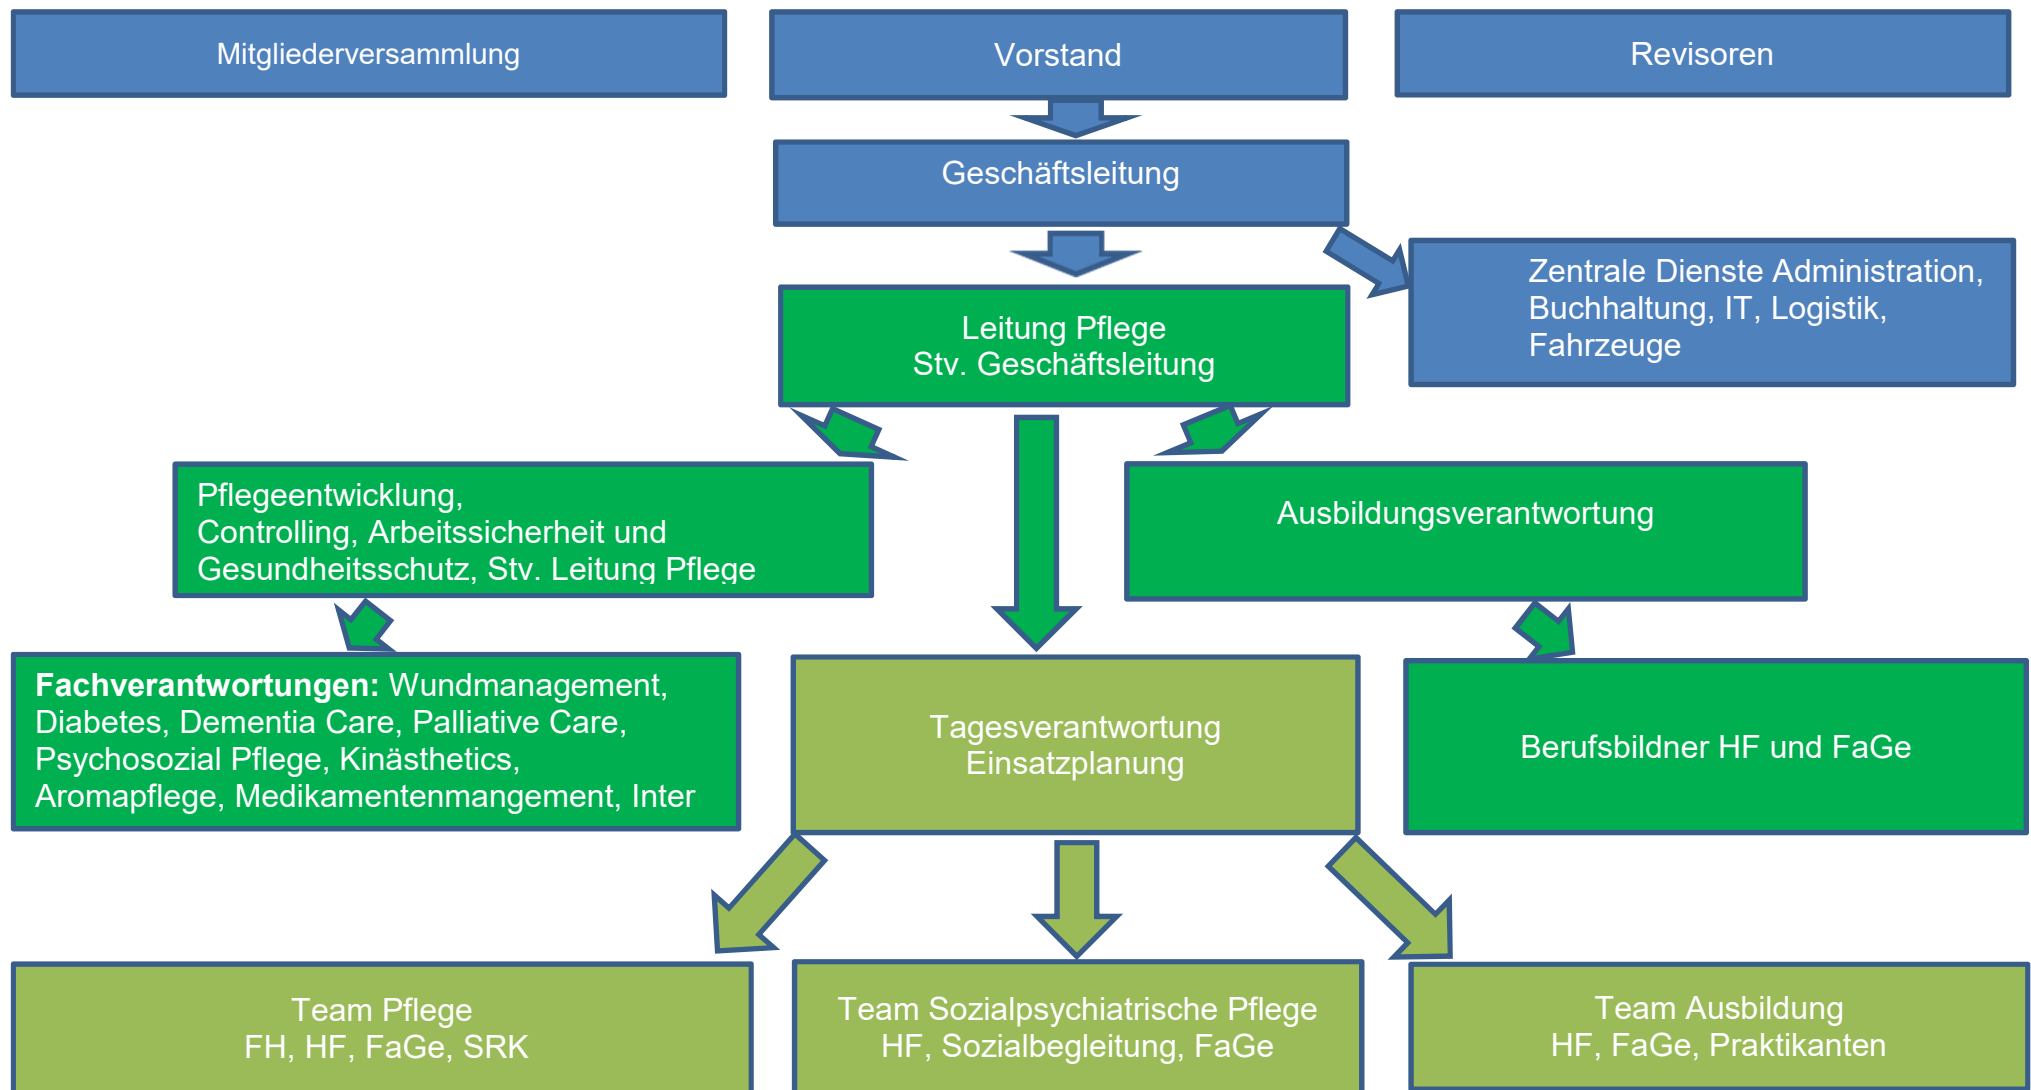 Mitgliederversammlung
Vorstand
Revisoren
Geschäftsleitung
Zentrale Dienste Administration,
Buchhaltung, IT, Logistik,
Fahrzeuge
Leitung Pflege
Stv. Geschäftsleitung
Pflegeentwicklung,
Controlling, Arbeitssicherheit und
Gesundheitsschutz, Stv. Leitung Pflege
Ausbildungsverantwortung
Fachverantwortungen: Wundmanagement,
Diabetes, Dementia Care, Palliative Care,
Psychosozial Pflege, Kinästhetics,
Aromapflege, Medikamentenmangement, Inter
Tagesverantwortung
Einsatzplanung
Berufsbildner HF und FaGe
Team Pflege
FH, HF, FaGe, SRK
Team Sozialpsychiatrische Pflege
HF, Sozialbegleitung, FaGe
Team Ausbildung
HF, FaGe, Praktikanten